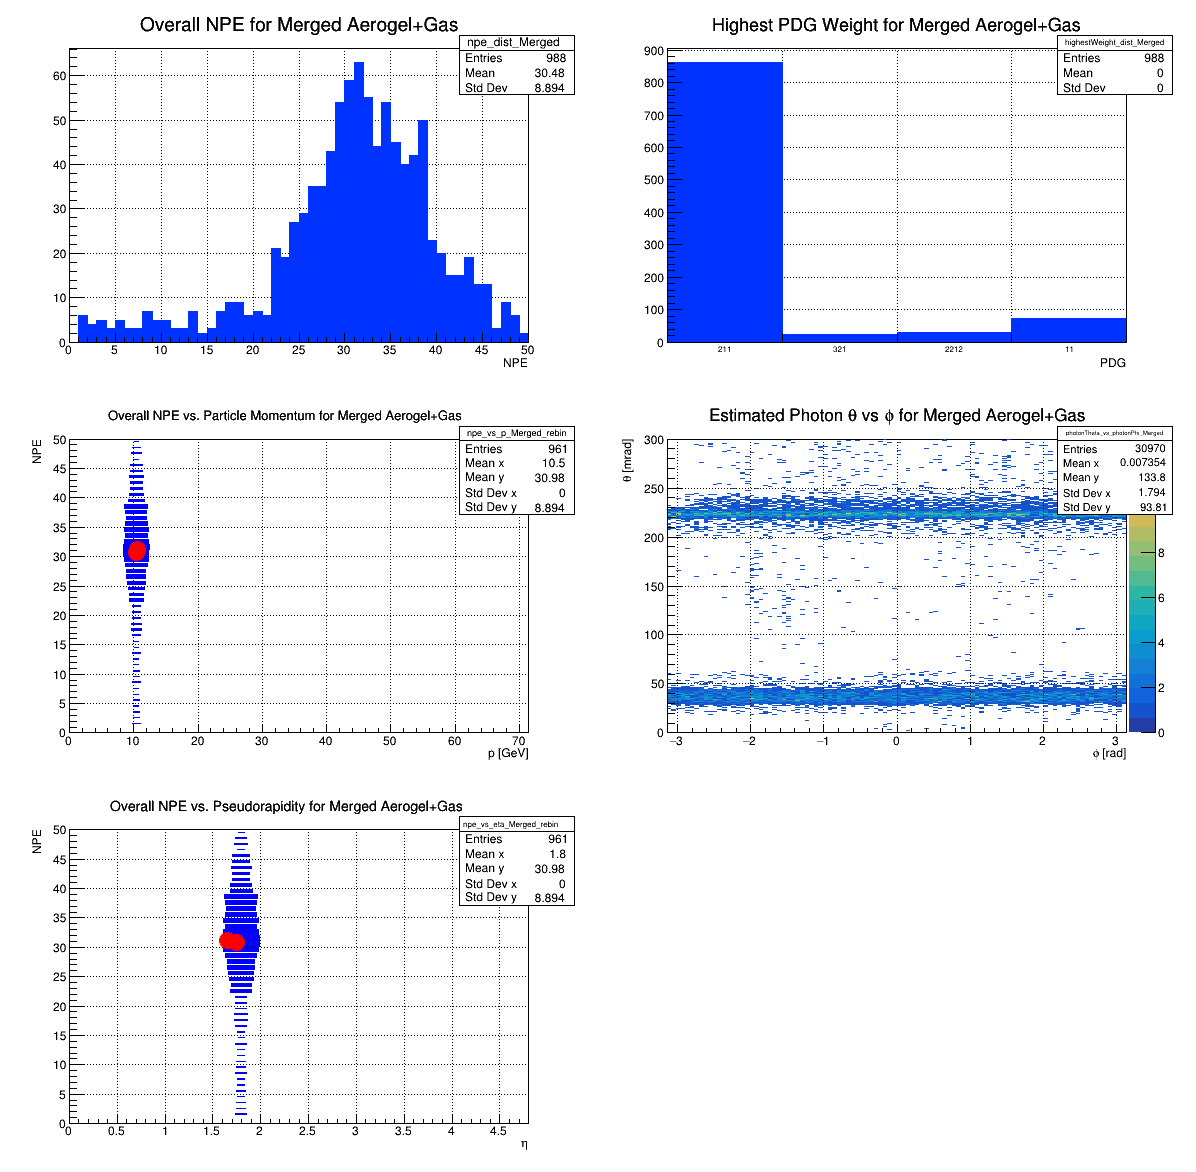 Overall NPE for Merged Aerogel+Gas
npe_dist_Merged
Entries 988
Mean 30.48
Std Dev 8.894
60
50
40
30
20
10
0
0 5 10 15 20 25 30 35 40 45 50
NPE
Highest PDG Weight for Merged Aerogel+Gas
highestWeight_dist_Merged
Entries 988
Mean 0
Std Dev 0
900
800
700
600
500
400
300
200
100
0
211 321 2212 11
PDG
Overall NPE vs. Particle Momentum for Merged Aerogel+Gas
npe_vs_p_Merged_rebin
Entries 961
Mean x 10.5
Mean y 30.98
Std Dev x 0
Std Dev y 8.894
NPE
50
45
40
35
30
25
20
15
10
5
0
0 10 20 30 40 50 60 70
p [GeV]
Estimated Photon θ vs ϕ for Merged Aerogel+Gas
photonTheta_vs_photonPhi_Merged
Entries 30970
Mean x 0.007354
Mean y 133.8
Std Dev x 1.794
Std Dev y 93.81
θ [mrad]
300
250
200
150
100
50
0
−3 −2 −1 0 1 2 3
ϕ [rad]
8
6
4
2
0
Overall NPE vs. Pseudorapidity for Merged Aerogel+Gas
npe_vs_eta_Merged_rebin
Entries 961
Mean x 1.8
Mean y 30.98
Std Dev x 0
Std Dev y 8.894
NPE
50
45
40
35
30
25
20
15
10
5
0
0 0.5 1 1.5 2 2.5 3 3.5 4 4.5
η